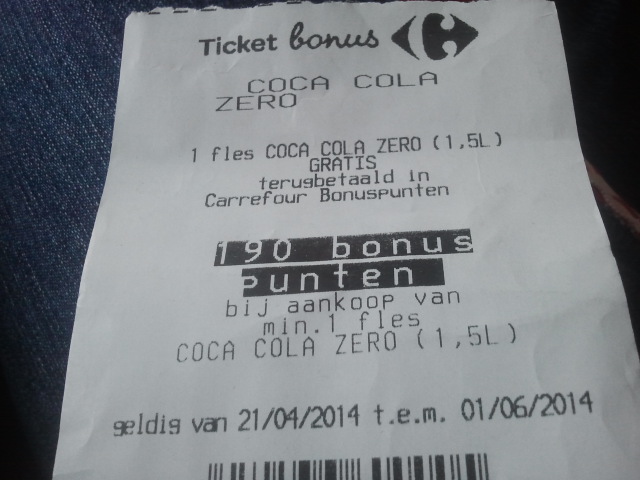 Ticket bonus
COCA COLA
ZERO
1 fles COCA COLA ZERO (1,5L)
GRATIS
terugbetaald in
Carrefour Bonuspunten
190 bonus
punten
bij aankoop van
min.1 fles
COCA COLA ZERO (1,5L)
geldig van 21/04/2014 t.e.m. 01/06/2014